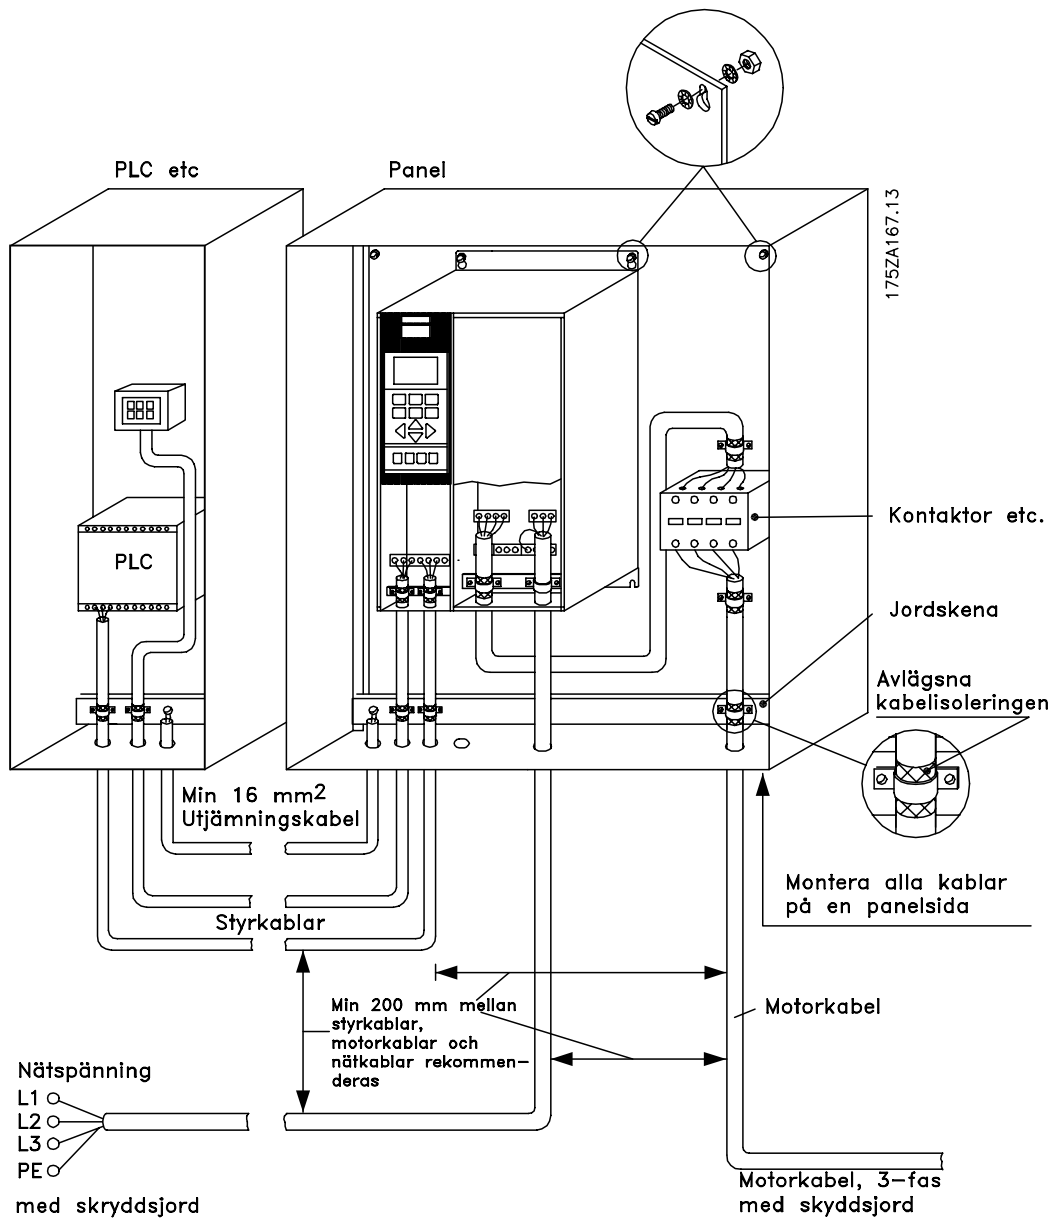 PLC etc
Panel
175ZA167.13
PLC
Kontaktor etc.
Jordskena
Avlägsna
kabelisoleringen
Min 16 mm2
Utjämningskabel
Montera alla kablar
på en panelsida
Styrkablar
Min 200 mm mellan
styrkablar,
motorkablar och
nätkablar rekommen-
deras
Motorkabel
Nätspänning
L1
L2
L3
PE
med skryddsjord
Motorkabel, 3-fas
med skyddsjord